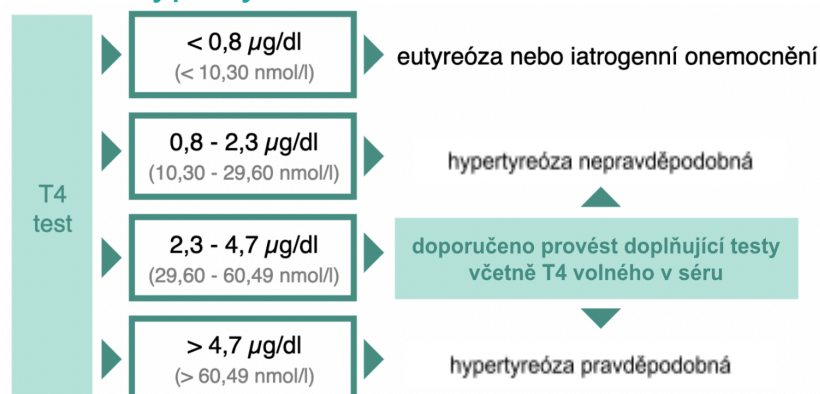 T4
test
< 0,8 µg/dl
(< 10,30 nmol/l)
eutyreóza nebo iatrogenní onemocnění
0,8 - 2,3 µg/dl
(10,30 - 29,60 nmol/l)
hypertyreóza nepravděpodobná
2,3 - 4,7 µg/dl
(29,60 - 60,49 nmol/l)
doporučeno provést doplňující testy
včetně T4 volného v séru
> 4,7 µg/dl
(> 60,49 nmol/l)
hypertyreóza pravděpodobná